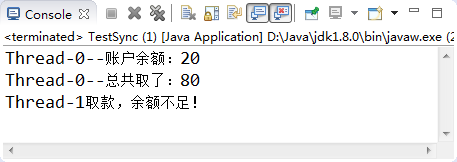 Console
<terminated> TestSync (1) [Java Application] D:\Java\jdk1.8.0\bin\javaw.exe (2
Thread-0--账户余额：20
Thread-0--总共取了：80
Thread-1取款，余额不足!